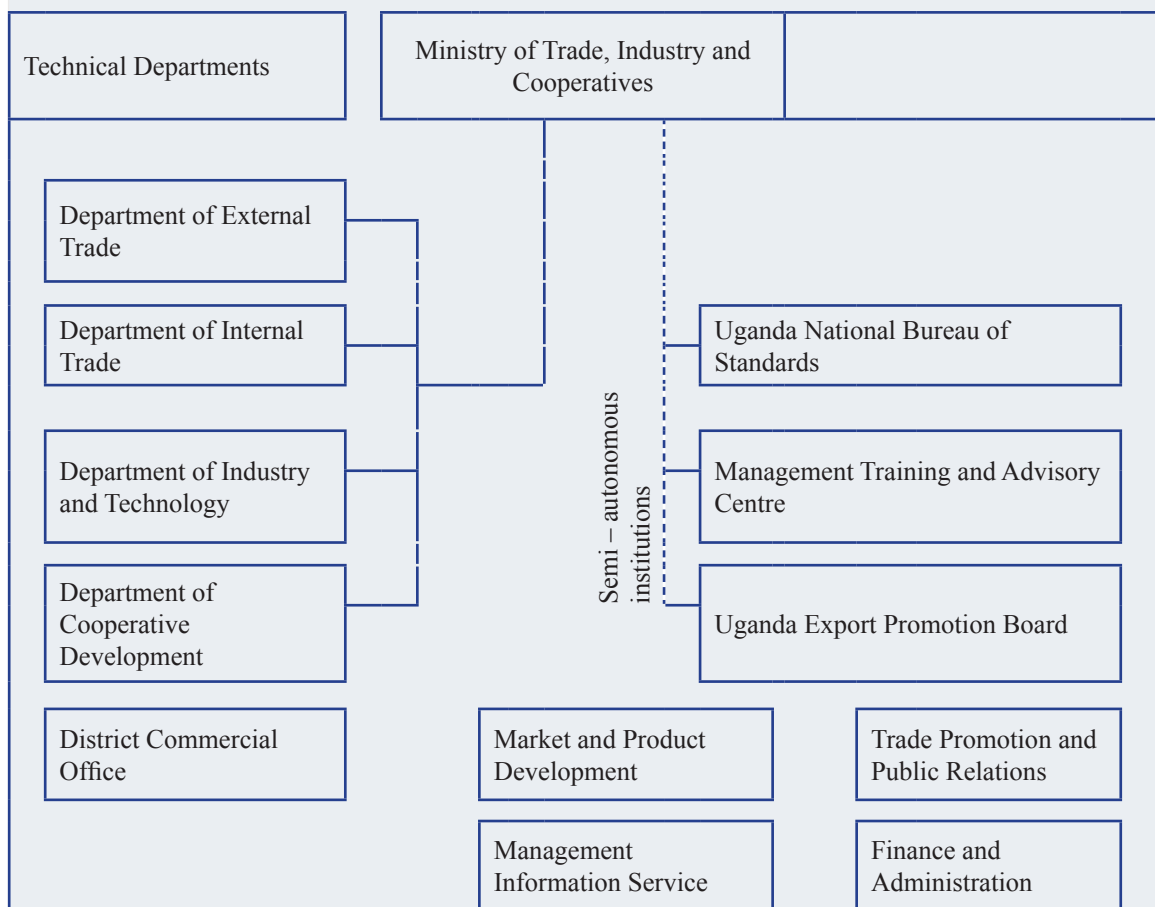 Technical Departments
Ministry of Trade, Industry and
Cooperatives
Department of External
Trade
Department of Internal
Trade
Uganda National Bureau of
Standards
Semi – autonomous
institutions
Department of Industry
and Technology
Management Training and Advisory
Centre
Department of
Cooperative
Development
Uganda Export Promotion Board
District Commercial
Office
Market and Product
Development
Trade Promotion and
Public Relations
Management
Information Service
Finance and
Administration